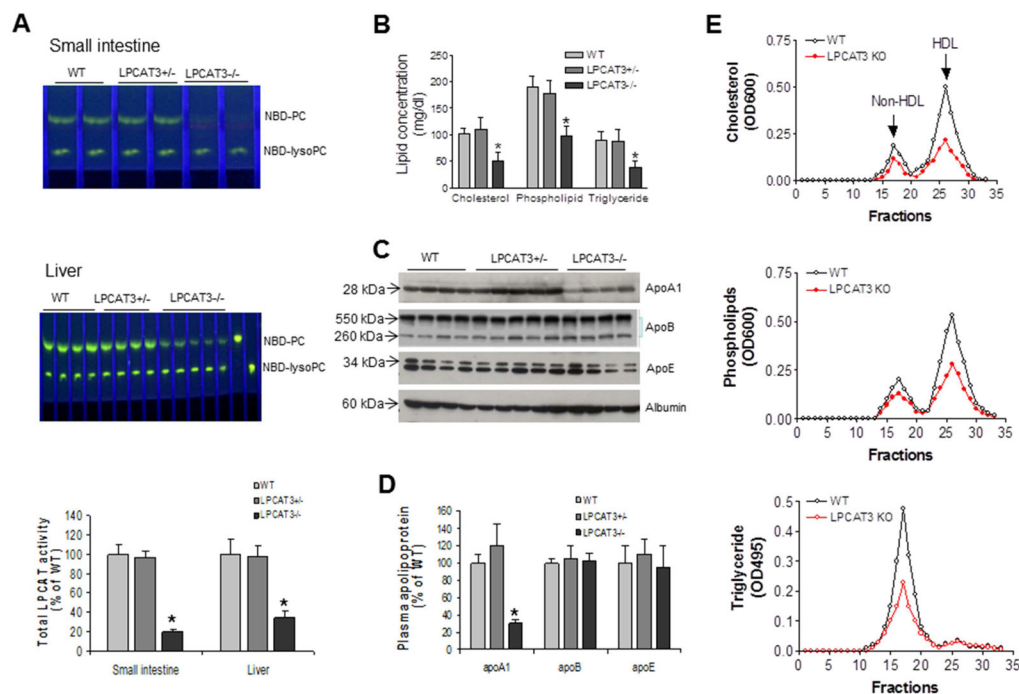 A
Small intestine
WT LPCAT3+/- LPCAT3-/-
NBD-PC
NBD-lysoPC
Liver
WT LPCAT3+/- LPCAT3-/-
NBD-PC
NBD-lysoPC
WT
LPCAT3+/-
LPCAT3-/-
Total LPCAT activity
(% of WT)
140
120
100
80
60
40
20
0
*
*
Small intestine Liver
B
WT
LPCAT3+/-
LPCAT3-/-
Lipid concentration
(mg/dl)
250
200
150
100
50
0
*
*
*
Cholesterol Phospholipid Triglyceride
C
WT LPCAT3+/- LPCAT3-/-
28 kDa ApoA1
550 kDa
260 kDa
ApoB
34 kDa ApoE
60 kDa Albumin
D
WT
LPCAT3+/-
LPCAT3-/-
Plasma apolipoprotein
(% of WT)
160
140
120
100
80
60
40
20
0
*
apoA1 apoB apoE
E
WT
LPCAT3 KO
HDL
Non-HDL
Cholesterol
(OD600)
0.75
0.50
0.25
0.00
0 5 10 15 20 25 30 35
Fractions
WT
LPCAT3 KO
Phospholipds
(OD600)
0.75
0.50
0.25
0.00
0 5 10 15 20 25 30 35
Fractions
WT
LPCAT3 KO
Triglyceride
(OD495)
0.5
0.4
0.3
0.2
0.1
0.0
0 5 10 15 20 25 30 35
Fractions